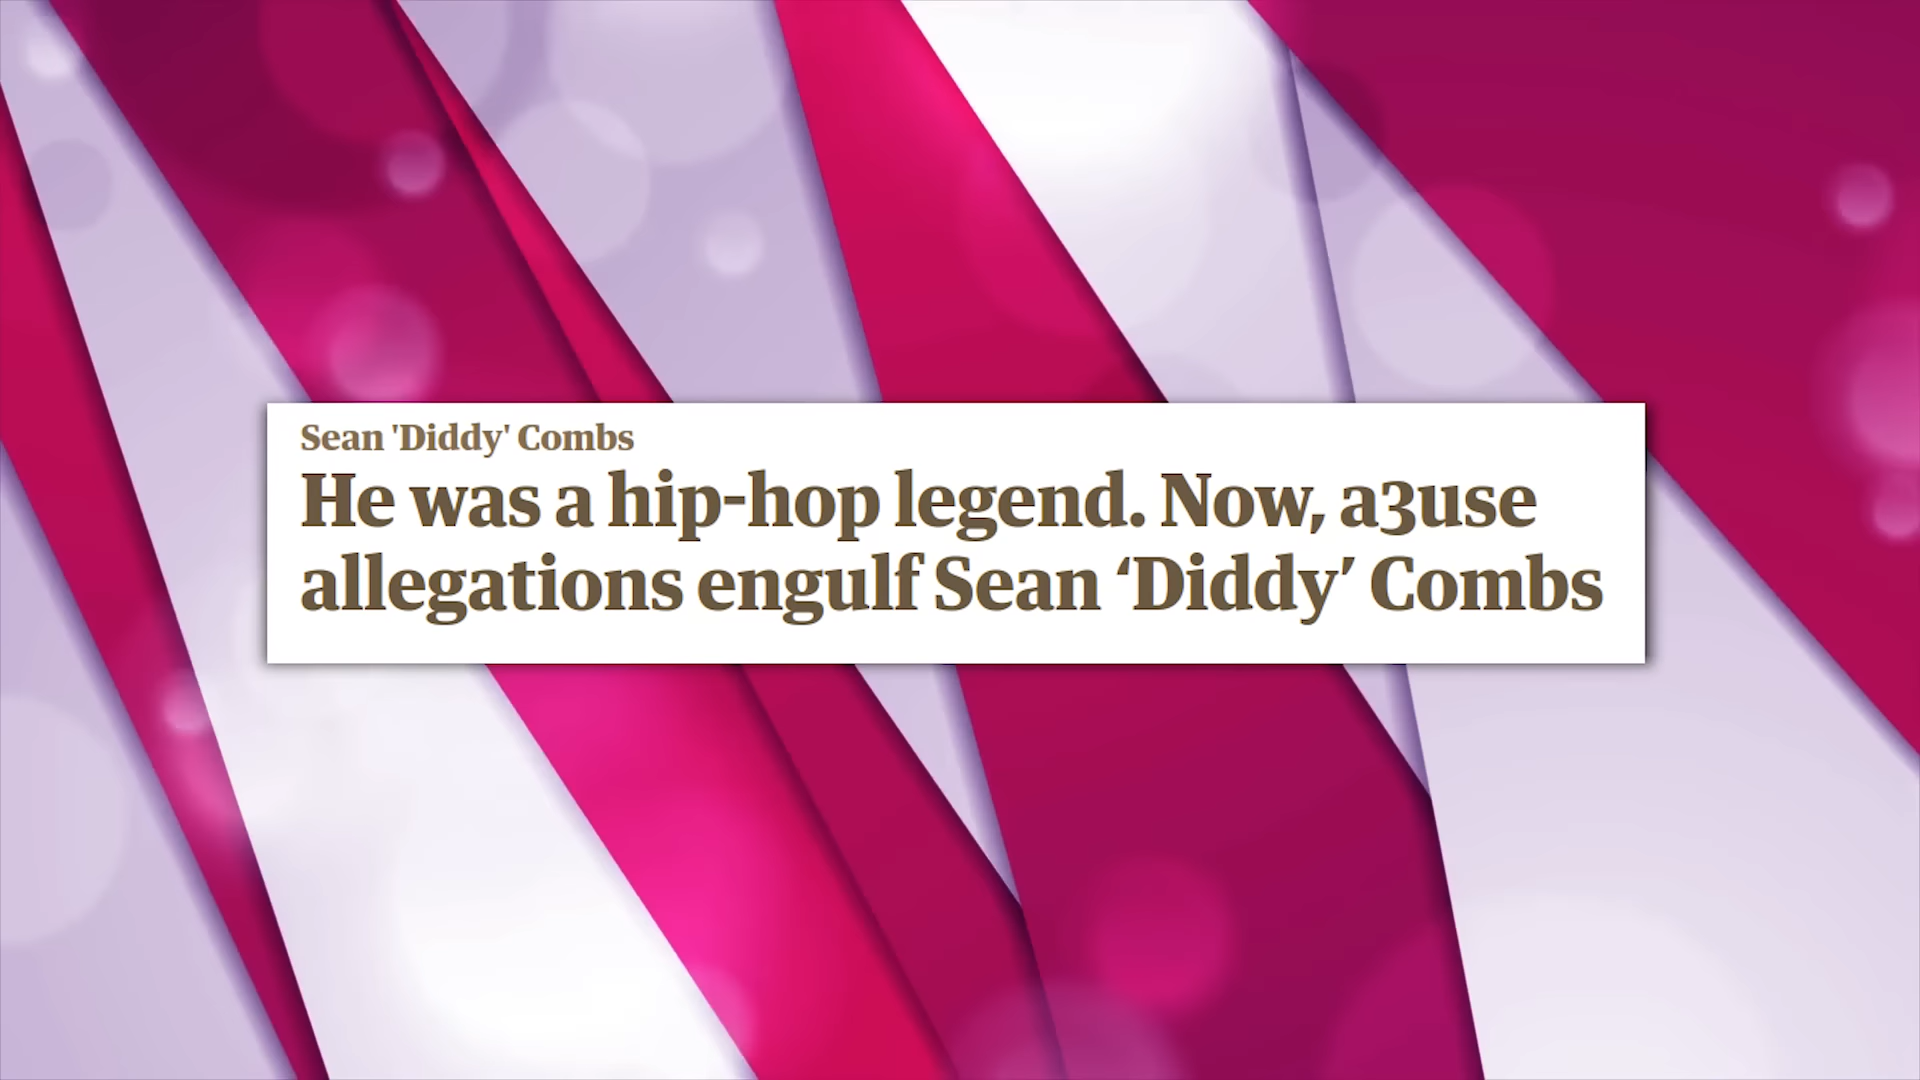 Sean 'Diddy' Combs
He was a hip-hop legend. Now, a3use
allegations engulf Sean ‘Diddy’ Combs